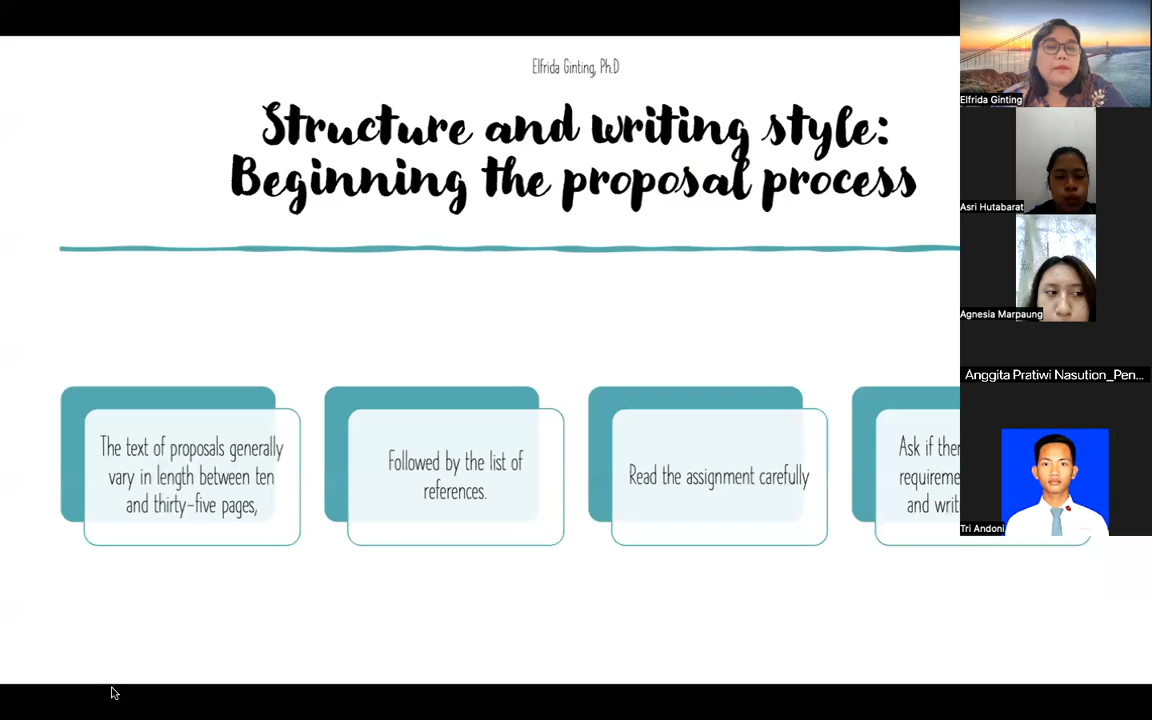 Elfrida Ginting, Ph.D
Structure and writing style:
Beginning the proposal process
The text of proposals generally
vary in length between ten
and thirty-five pages,
Followed by the list of
references.
Read the assignment carefully
Ask if
requirem
and writ
Elfrida Ginting
Asri Hutabarat
Agnesia Marpaung
Anggita Pratiwi Nasution_Pen...
Tri Andoni